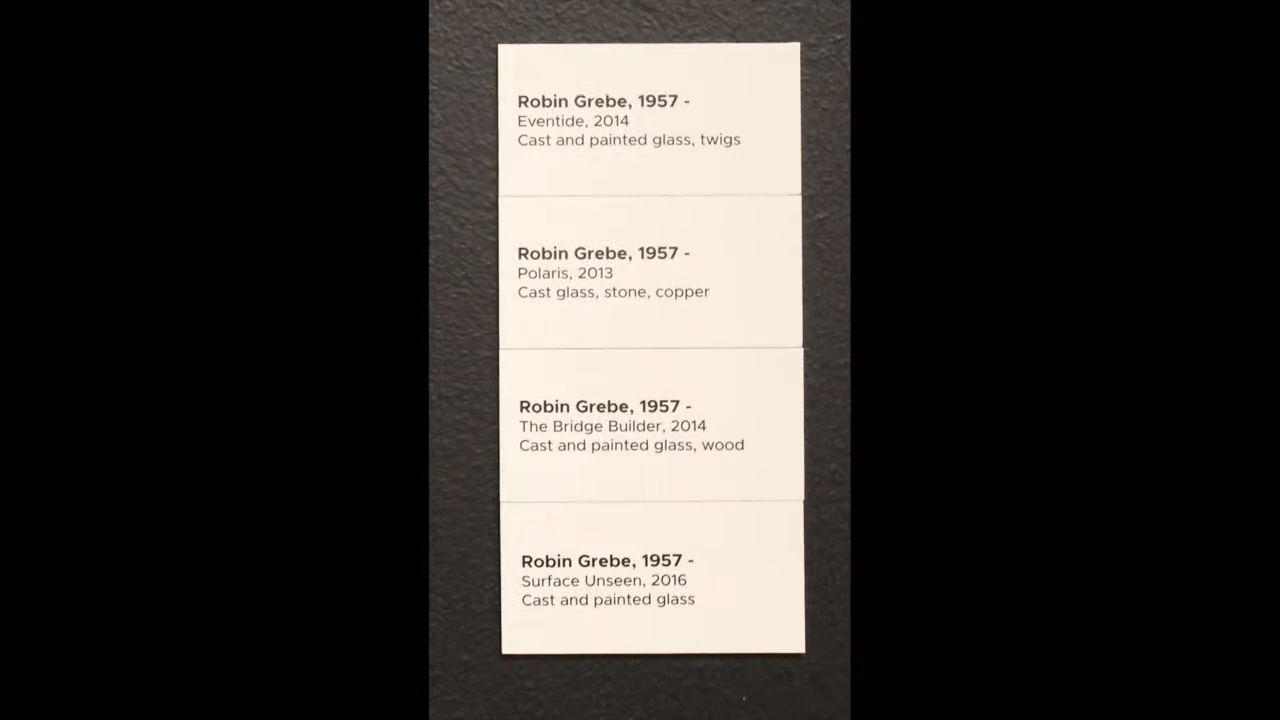 Robin Grebe, 1957 -
Eventide, 2014
Cast and painted glass, twigs
Robin Grebe, 1957 -
Polaris, 2013
Cast glass, stone, copper
Robin Grebe, 1957 -
The Bridge Builder, 2014
Cast and painted glass, wood
Robin Grebe, 1957 -
Surface Unseen, 2016
Cast and painted glass